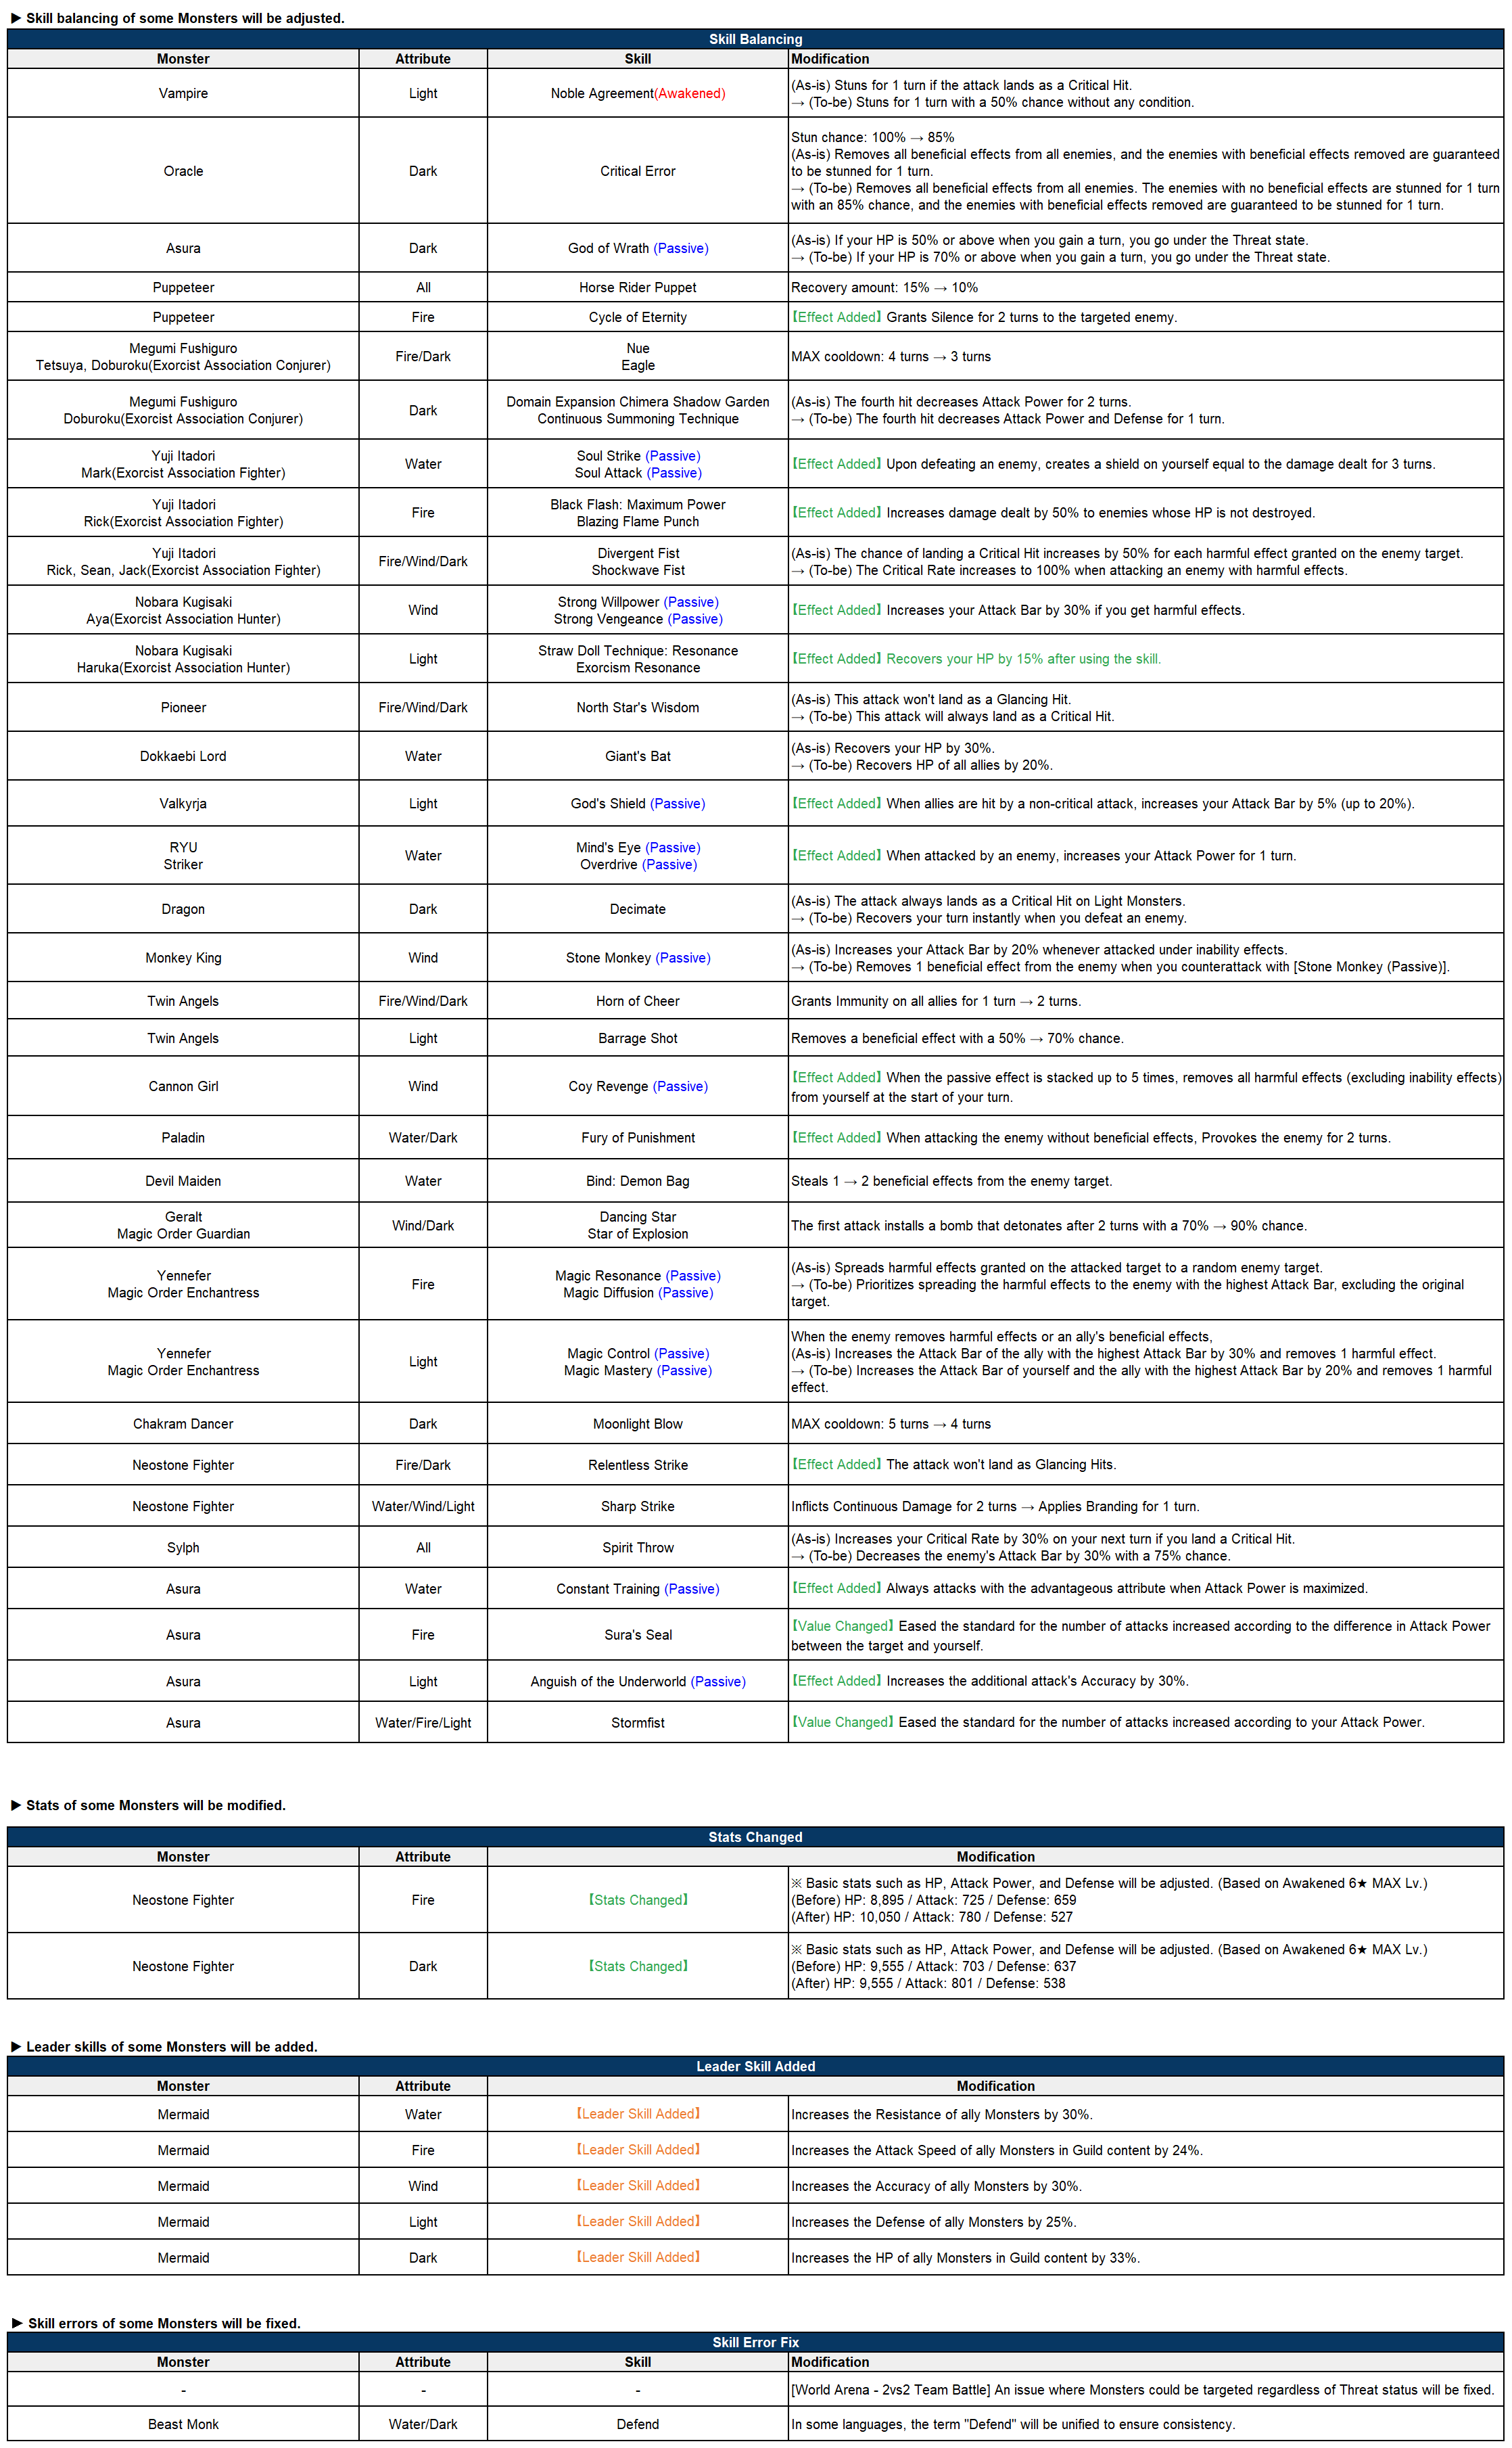 ▶ Skill balancing of some Monsters will be adjusted.
Skill Balancing
Monster Attribute Skill Modification
Vampire Light Noble Agreement(Awakened) (As-is) Stuns for 1 turn if the attack lands as a Critical Hit.
→ (To-be) Stuns for 1 turn with a 50% chance without any condition.
Oracle Dark Critical Error Stun chance: 100% → 85%
(As-is) Removes all beneficial effects from all enemies, and the enemies with beneficial effects removed are guaranteed
to be stunned for 1 turn.
→ (To-be) Removes all beneficial effects from all enemies. The enemies with no beneficial effects are stunned for 1 turn
with an 85% chance, and the enemies with beneficial effects removed are guaranteed to be stunned for 1 turn.
Asura Dark God of Wrath (Passive) (As-is) If your HP is 50% or above when you gain a turn, you go under the Threat state.
→ (To-be) If your HP is 70% or above when you gain a turn, you go under the Threat state.
Puppeteer All Horse Rider Puppet Recovery amount: 15% → 10%
Puppeteer Fire Cycle of Eternity 【Effect Added】 Grants Silence for 2 turns to the targeted enemy.
Megumi Fushiguro
Tetsuya, Doburoku(Exorcist Association Conjurer) Fire/Dark Nue
Eagle MAX cooldown: 4 turns → 3 turns
Megumi Fushiguro
Doburoku(Exorcist Association Conjurer) Dark Domain Expansion Chimera Shadow Garden
Continuous Summoning Technique (As-is) The fourth hit decreases Attack Power for 2 turns.
→ (To-be) The fourth hit decreases Attack Power and Defense for 1 turn.
Yuji Itadori
Mark(Exorcist Association Fighter) Water Soul Strike (Passive)
Soul Attack (Passive) 【Effect Added】 Upon defeating an enemy, creates a shield on yourself equal to the damage dealt for 3 turns.
Yuji Itadori
Rick(Exorcist Association Fighter) Fire Black Flash: Maximum Power
Blazing Flame Punch 【Effect Added】 Increases damage dealt by 50% to enemies whose HP is not destroyed.
Yuji Itadori
Rick, Sean, Jack(Exorcist Association Fighter) Fire/Wind/Dark Divergent Fist
Shockwave Fist (As-is) The chance of landing a Critical Hit increases by 50% for each harmful effect granted on the enemy target.
→ (To-be) The Critical Rate increases to 100% when attacking an enemy with harmful effects.
Nobara Kugisaki
Aya(Exorcist Association Hunter) Wind Strong Willpower (Passive)
Strong Vengeance (Passive) 【Effect Added】 Increases your Attack Bar by 30% if you get harmful effects.
Nobara Kugisaki
Haruka(Exorcist Association Hunter) Light Straw Doll Technique: Resonance
Exorcism Resonance 【Effect Added】 Recovers your HP by 15% after using the skill.
Pioneer Fire/Wind/Dark North Star's Wisdom (As-is) This attack won't land as a Glancing Hit.
→ (To-be) This attack will always land as a Critical Hit.
Dokkaebi Lord Water Giant's Bat (As-is) Recovers your HP by 30%.
→ (To-be) Recovers HP of all allies by 20%.
Valkyrja Light God's Shield (Passive) 【Effect Added】 When allies are hit by a non-critical attack, increases your Attack Bar by 5% (up to 20%).
RYU
Striker Water Mind's Eye (Passive)
Overdrive (Passive) 【Effect Added】 When attacked by an enemy, increases your Attack Power for 1 turn.
Dragon Dark Decimate (As-is) The attack always lands as a Critical Hit on Light Monsters.
→ (To-be) Recovers your turn instantly when you defeat an enemy.
Monkey King Wind Stone Monkey (Passive) (As-is) Increases your Attack Bar by 20% whenever attacked under inability effects.
→ (To-be) Removes 1 beneficial effect from the enemy when you counterattack with [Stone Monkey (Passive)].
Twin Angels Fire/Wind/Dark Horn of Cheer Grants Immunity on all allies for 1 turn → 2 turns.
Twin Angels Light Barrage Shot Removes a beneficial effect with a 50% → 70% chance.
Cannon Girl Wind Coy Revenge (Passive) 【Effect Added】 When the passive effect is stacked up to 5 times, removes all harmful effects (excluding inability effects)
from yourself at the start of your turn.
Paladin Water/Dark Fury of Punishment 【Effect Added】 When attacking the enemy without beneficial effects, Provokes the enemy for 2 turns.
Devil Maiden Water Bind: Demon Bag Steals 1 → 2 beneficial effects from the enemy target.
Geralt
Magic Order Guardian Wind/Dark Dancing Star
Star of Explosion The first attack installs a bomb that detonates after 2 turns with a 70% → 90% chance.
Yennefer
Magic Order Enchantress Fire Magic Resonance (Passive)
Magic Diffusion (Passive) (As-is) Spreads harmful effects granted on the attacked target to a random enemy target.
→ (To-be) Prioritizes spreading the harmful effects to the enemy with the highest Attack Bar, excluding the original
target.
Yennefer
Magic Order Enchantress Light Magic Control (Passive)
Magic Mastery (Passive) When the enemy removes harmful effects or an ally's beneficial effects,
(As-is) Increases the Attack Bar of the ally with the highest Attack Bar by 30% and removes 1 harmful effect.
→ (To-be) Increases the Attack Bar of yourself and the ally with the highest Attack Bar by 20% and removes 1 harmful
effect.
Chakram Dancer Dark Moonlight Blow MAX cooldown: 5 turns → 4 turns
Neostone Fighter Fire/Dark Relentless Strike 【Effect Added】 The attack won't land as Glancing Hits.
Neostone Fighter Water/Wind/Light Sharp Strike Inflicts Continuous Damage for 2 turns → Applies Branding for 1 turn.
Sylph All Spirit Throw (As-is) Increases your Critical Rate by 30% on your next turn if you land a Critical Hit.
→ (To-be) Decreases the enemy's Attack Bar by 30% with a 75% chance.
Asura Water Constant Training (Passive) 【Effect Added】 Always attacks with the advantageous attribute when Attack Power is maximized.
Asura Fire Sura's Seal 【Value Changed】 Eased the standard for the number of attacks increased according to the difference in Attack Power
between the target and yourself.
Asura Light Anguish of the Underworld (Passive) 【Effect Added】 Increases the additional attack's Accuracy by 30%.
Asura Water/Fire/Light Stormfist 【Value Changed】 Eased the standard for the number of attacks increased according to your Attack Power.
▶ Stats of some Monsters will be modified.
Stats Changed
Monster Attribute Modification
Neostone Fighter Fire 【Stats Changed】 ※ Basic stats such as HP, Attack Power, and Defense will be adjusted. (Based on Awakened 6★ MAX Lv.)
(Before) HP: 8,895 / Attack: 725 / Defense: 659
(After) HP: 10,050 / Attack: 780 / Defense: 527
Neostone Fighter Dark 【Stats Changed】 ※ Basic stats such as HP, Attack Power, and Defense will be adjusted. (Based on Awakened 6★ MAX Lv.)
(Before) HP: 9,555 / Attack: 703 / Defense: 637
(After) HP: 9,555 / Attack: 801 / Defense: 538
▶ Leader skills of some Monsters will be added.
Leader Skill Added
Monster Attribute Modification
Mermaid Water 【Leader Skill Added】 Increases the Resistance of ally Monsters by 30%.
Mermaid Fire 【Leader Skill Added】 Increases the Attack Speed of ally Monsters in Guild content by 24%.
Mermaid Wind 【Leader Skill Added】 Increases the Accuracy of ally Monsters by 30%.
Mermaid Light 【Leader Skill Added】 Increases the Defense of ally Monsters by 25%.
Mermaid Dark 【Leader Skill Added】 Increases the HP of ally Monsters in Guild content by 33%.
▶ Skill errors of some Monsters will be fixed.
Skill Error Fix
Monster Attribute Skill Modification
- - - [World Arena - 2vs2 Team Battle] An issue where Monsters could be targeted regardless of Threat status will be fixed.
Beast Monk Water/Dark Defend In some languages, the term "Defend" will be unified to ensure consistency.